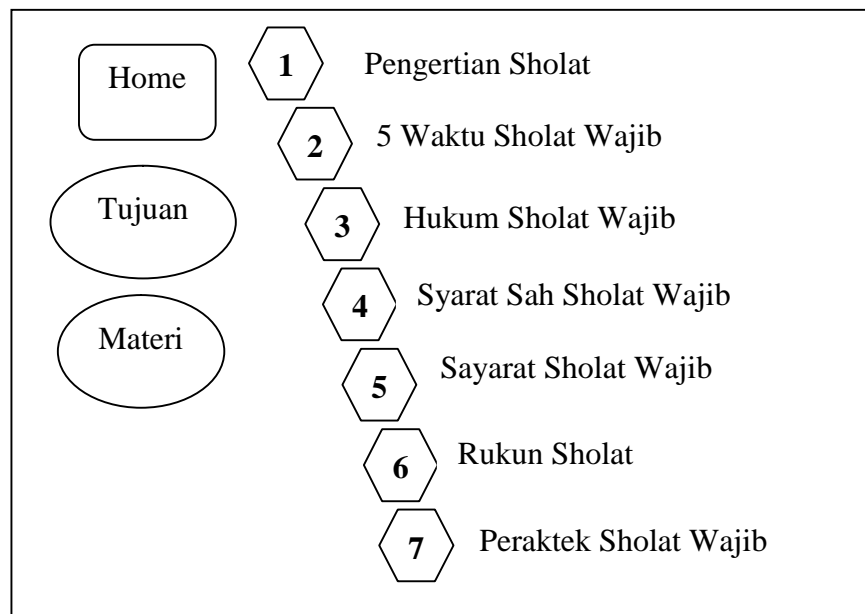 Home
Tujuan
Materi
1 Pengertian Sholat
2 5 Waktu Sholat Wajib
3 Hukum Sholat Wajib
4 Syarat Sah Sholat Wajib
5 Sayarat Sholat Wajib
6 Rukun Sholat
7 Peraktek Sholat Wajib